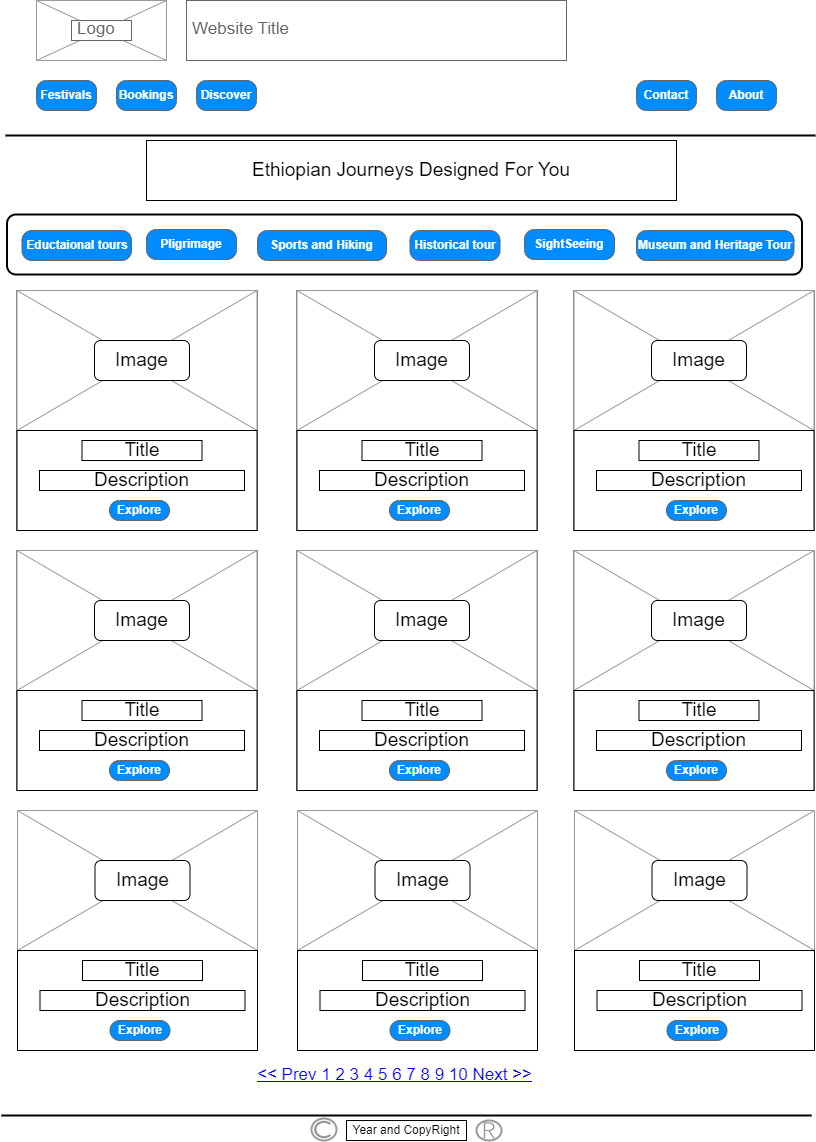 Logo
Website Title
Festivals Bookings Discover Contact About
Ethiopian Journeys Designed For You
Eductaional tours Pligrimage Sports and Hiking Historical tour SightSeeing Museum and Heritage Tour
Image Image Image
Title Title Title
Description Description Description
Explore Explore Explore
Image Image Image
Title Title Title
Description Description Description
Explore Explore Explore
Image Image Image
Title Title Title
Description Description Description
Explore Explore Explore
<< Prev 1 2 3 4 5 6 7 8 9 10 Next >>
© Year and CopyRight ®